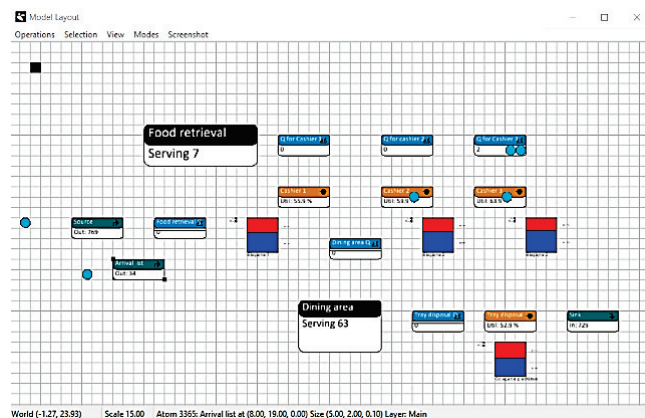 Model Layout
Operations Selection View Modes Screenshot
Food retrieval
Serving 7
Q for Cashier 1
0
Q for cashier 2
0
Q for Cashier
2
Cashier 1
Util: 55.9 %
Cashier 2
Util: 53.9
Cashier
Util:
Source
Out: 769
Food retrieval
0
Dining area Q
0
Arrival list
Out: 34
Dining area
Serving 63
Tray disposal
0
Tray disposal
Util: 52.9 %
Sink
In: 726
World (-1.27, 23.93) Scale 15.00 Atom 3365: Arrival list at (8.00, 19.00, 0.00) Size (5.00, 2.00, 0.10) Layer: Main